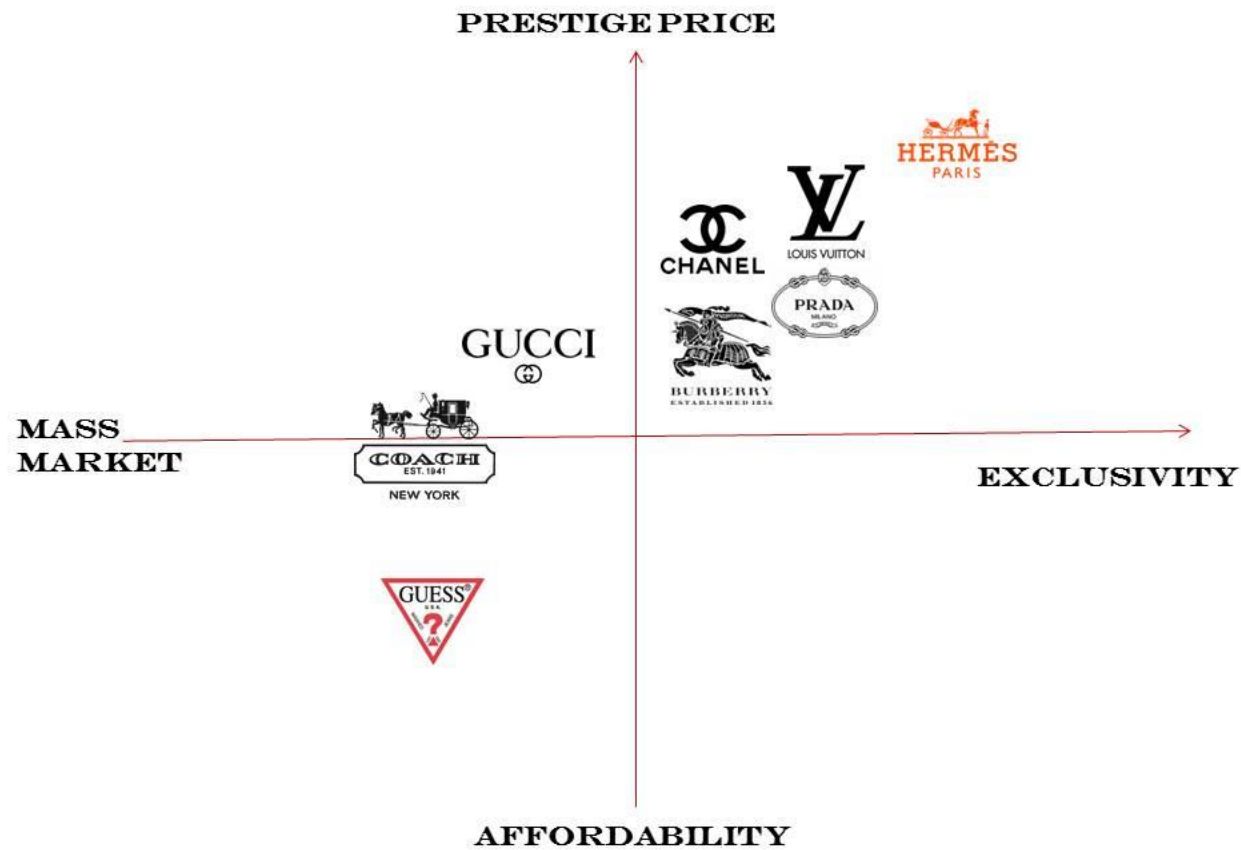 PRESTIGE PRICE
HERMÈS
PARIS
LOUIS VUITTON
CHANEL
PRADA
MILANO
GUCCI
BURBERRY
ESTABLISHED 1856
MASS
MARKET
COACH
EST. 1941
NEW YORK
EXCLUSIVITY
GUESS®
U.S.A.
?
AFFORDABILITY